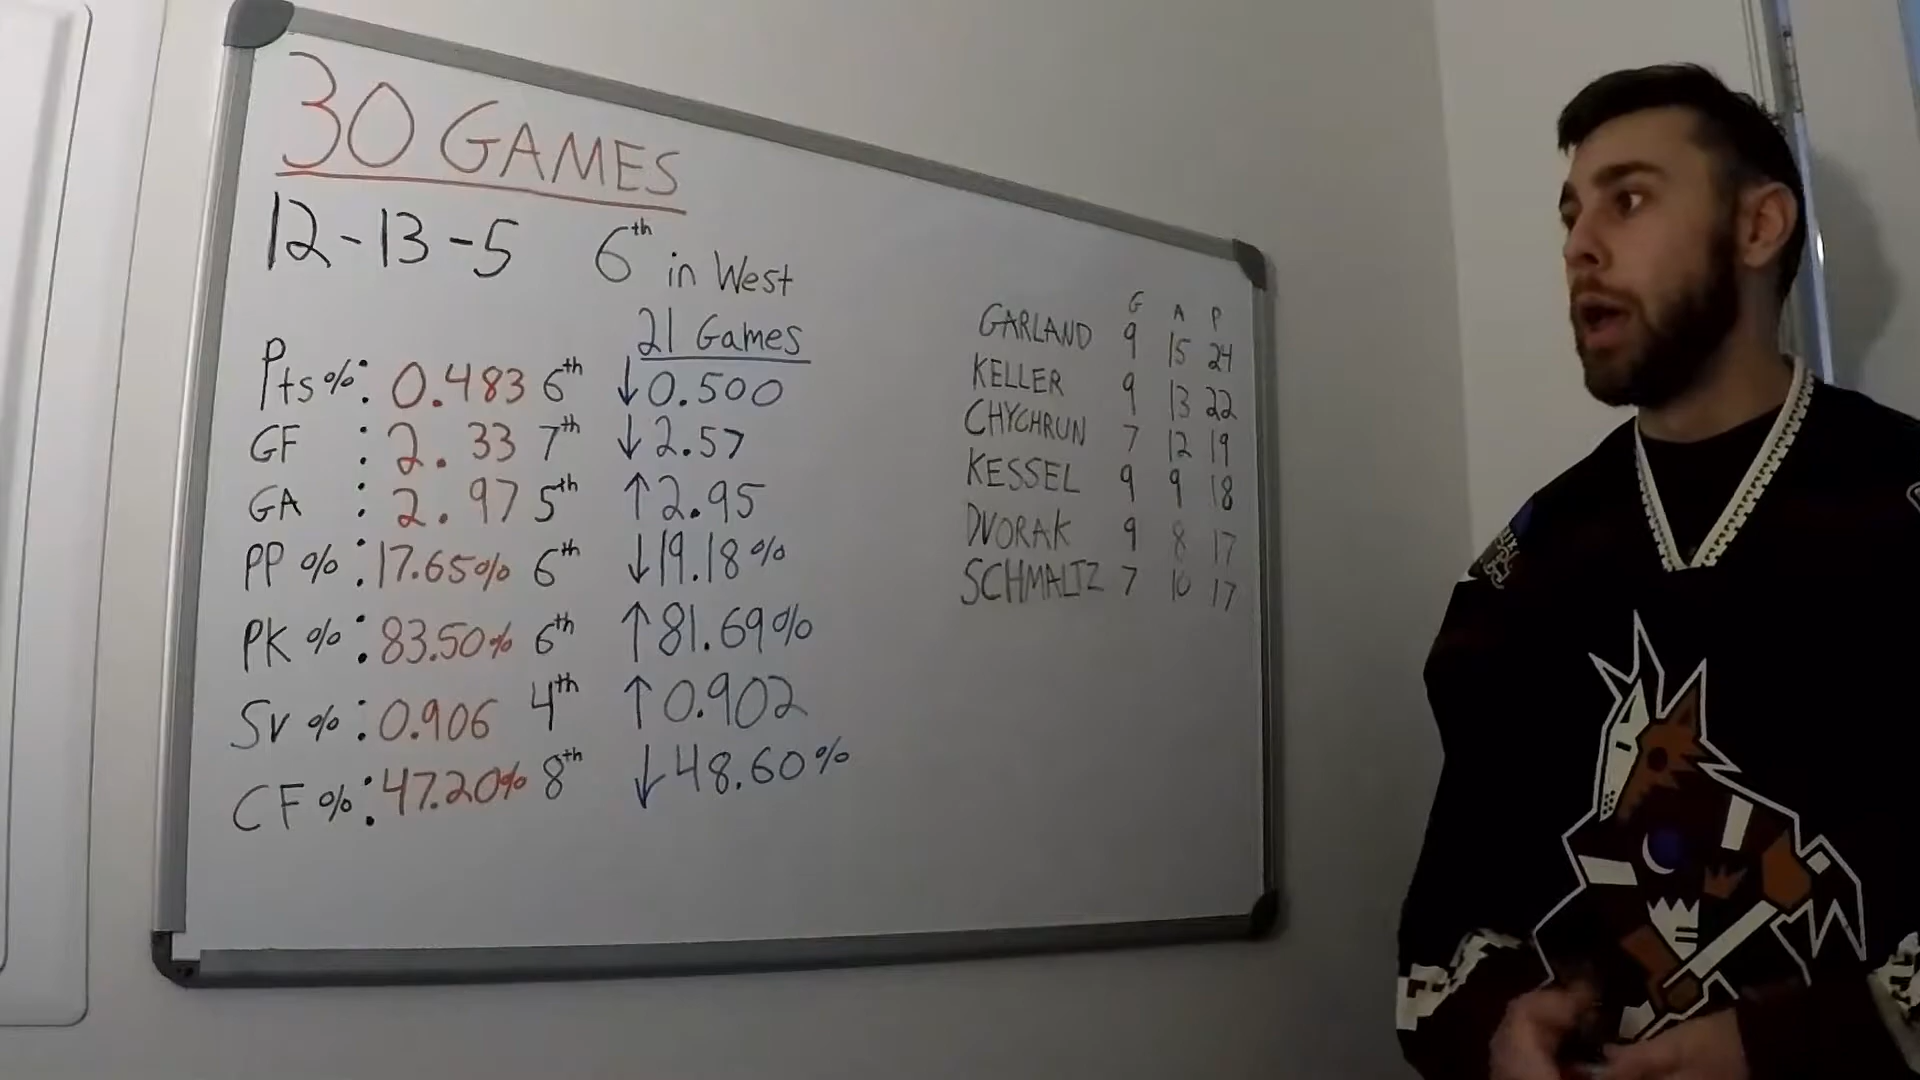 30 GAMES
12-13-5 6th in West
21 Games
Pts%: 0.483 6th ↓0.500
GF : 2.33 7th ↓2.57
GA : 2.97 5th ↑2.95
PP %: 17.65% 6th ↓19.18%
PK %: 83.50% 6th ↑81.69%
Sv %: 0.906 4th ↑0.902
CF %: 47.20% 8th ↓48.60%
G A P
GARLAND 9 15 24
KELLER 9 13 22
CHYCHRUN 7 12 19
KESSEL 9 9 18
DVORAK 9 8 17
SCHMALTZ 7 10 17